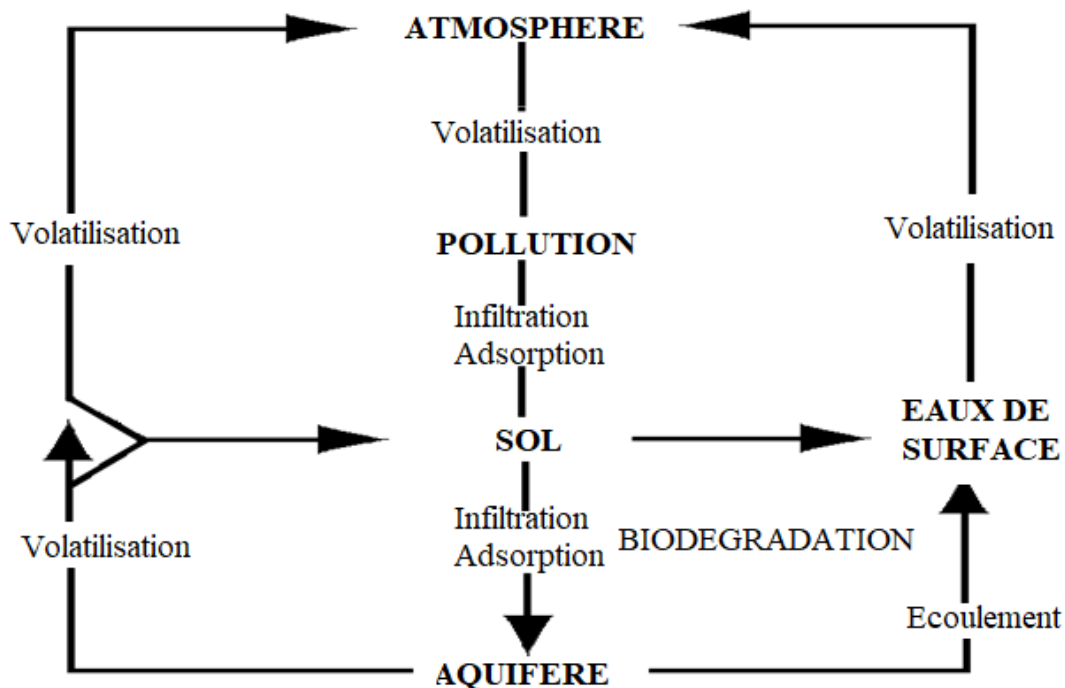 ATMOSPHERE
Volatilisation
Volatilisation
POLLUTION
Volatilisation
Infiltration
Adsorption
EAUX DE
SURFACE
SOL
Infiltration
Adsorption
BIODEGRADATION
Volatilisation
Ecoulement
AQUIFERE